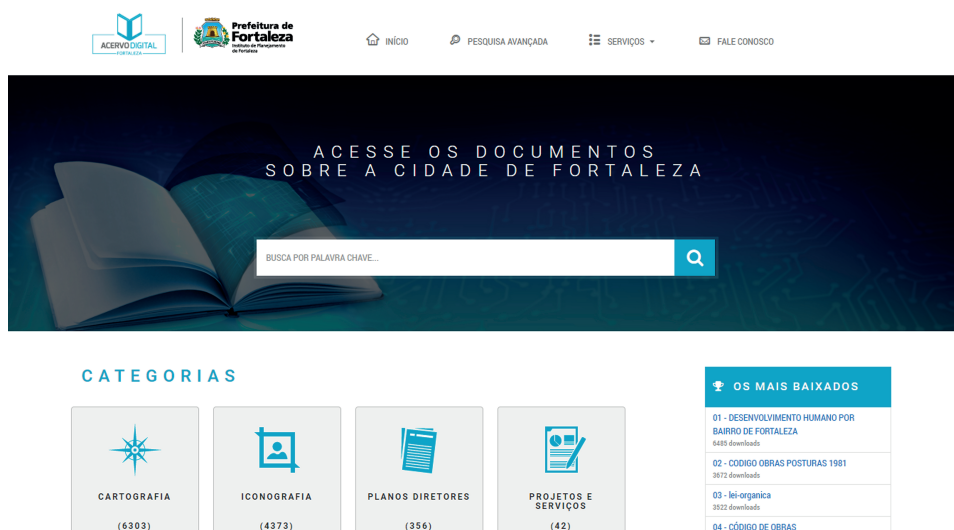 ACERVO DIGITAL
FORTALEZA
Prefeitura de
Fortaleza
Instituto de Planejamento
de Fortaleza
INÍCIO
PESQUISA AVANÇADA
SERVIÇOS
FALE CONOSCO
ACESSE OS DOCUMENTOS
SOBRE A CIDADE DE FORTALEZA
BUSCA POR PALAVRA CHAVE...
CATEGORIAS
CARTOGRAFIA
(6303)
ICONOGRAFIA
(4373)
PLANOS DIRETORES
(356)
PROJETOS E
SERVIÇOS
(42)
OS MAIS BAIXADOS
01 - DESENVOLVIMENTO HUMANO POR
BAIRRO DE FORTALEZA
6485 downloads
02 - CODIGO OBRAS POSTURAS 1981
3672 downloads
03 - lei-organica
3522 downloads
04 - CÓDIGO DE OBRAS